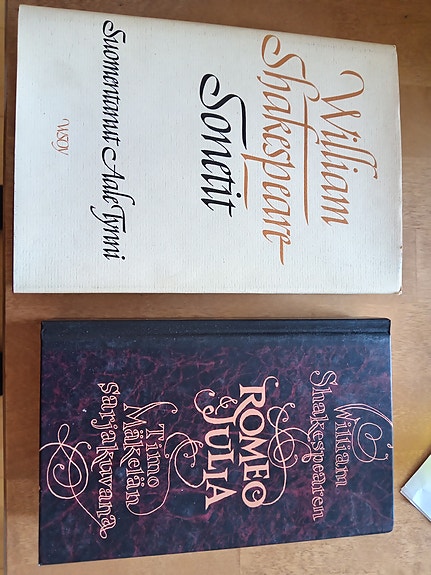 William
Shakespeare
Sonetit
Suomentanut Aale Tynni
WSOY
William
Shakespearen
ROMEO
& JULIA
Timo
Mäkelän
sarjakuvana